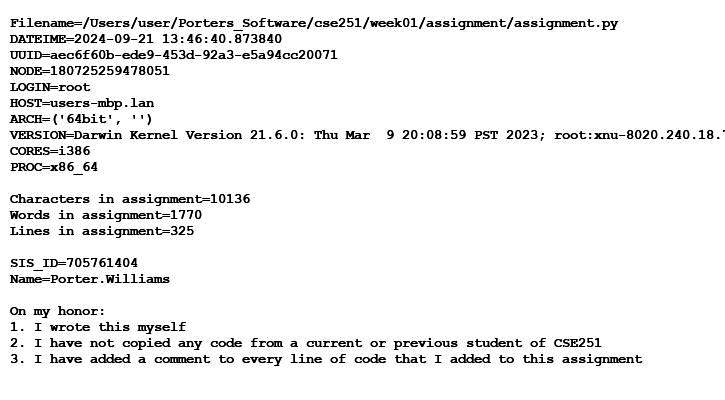 Filename=/Users/user/Porters_Software/cse251/week01/assignment/assignment.py
DATEIME=2024-09-21 13:46:40.873840
UUID=aec6f60b-ede9-453d-92a3-e5a94cc20071
NODE=180725259478051
LOGIN=root
HOST=users-mbp.lan
ARCH=('64bit', '')
VERSION=Darwin Kernel Version 21.6.0: Thu Mar  9 20:08:59 PST 2023; root:xnu-8020.240.18.
CORES=i386
PROC=x86_64
Characters in assignment=10136
Words in assignment=1770
Lines in assignment=325
SIS_ID=705761404
Name=Porter.Williams
On my honor:
1. I wrote this myself
2. I have not copied any code from a current or previous student of CSE251
3. I have added a comment to every line of code that I added to this assignment